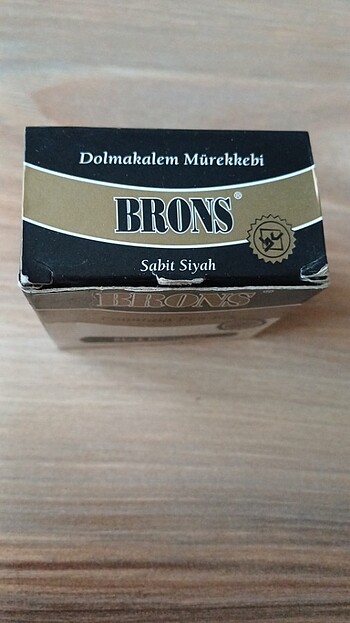 Dolmakalem Mürekkebi
BRONS®
Sabit Siyah
BRONS